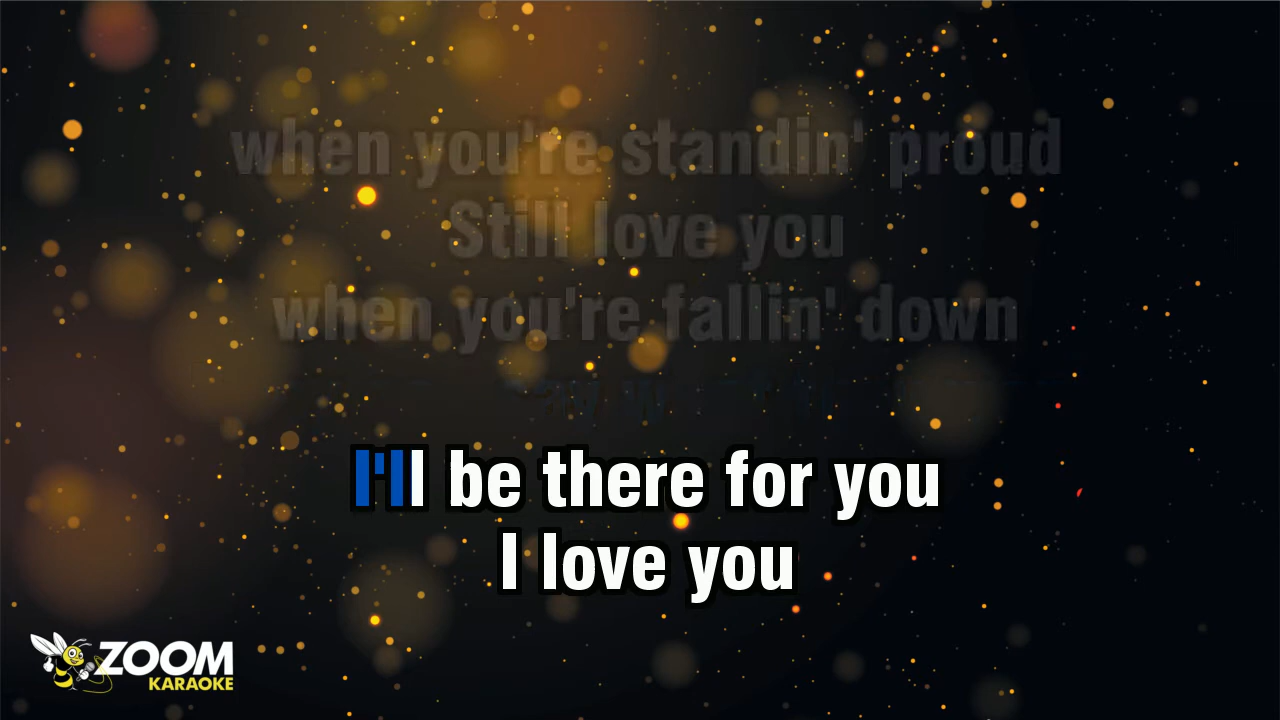 when you're standin' proud
Still love you
when you're fallin' down
I'll be there for you
I love you
ZOOM
KARAOKE